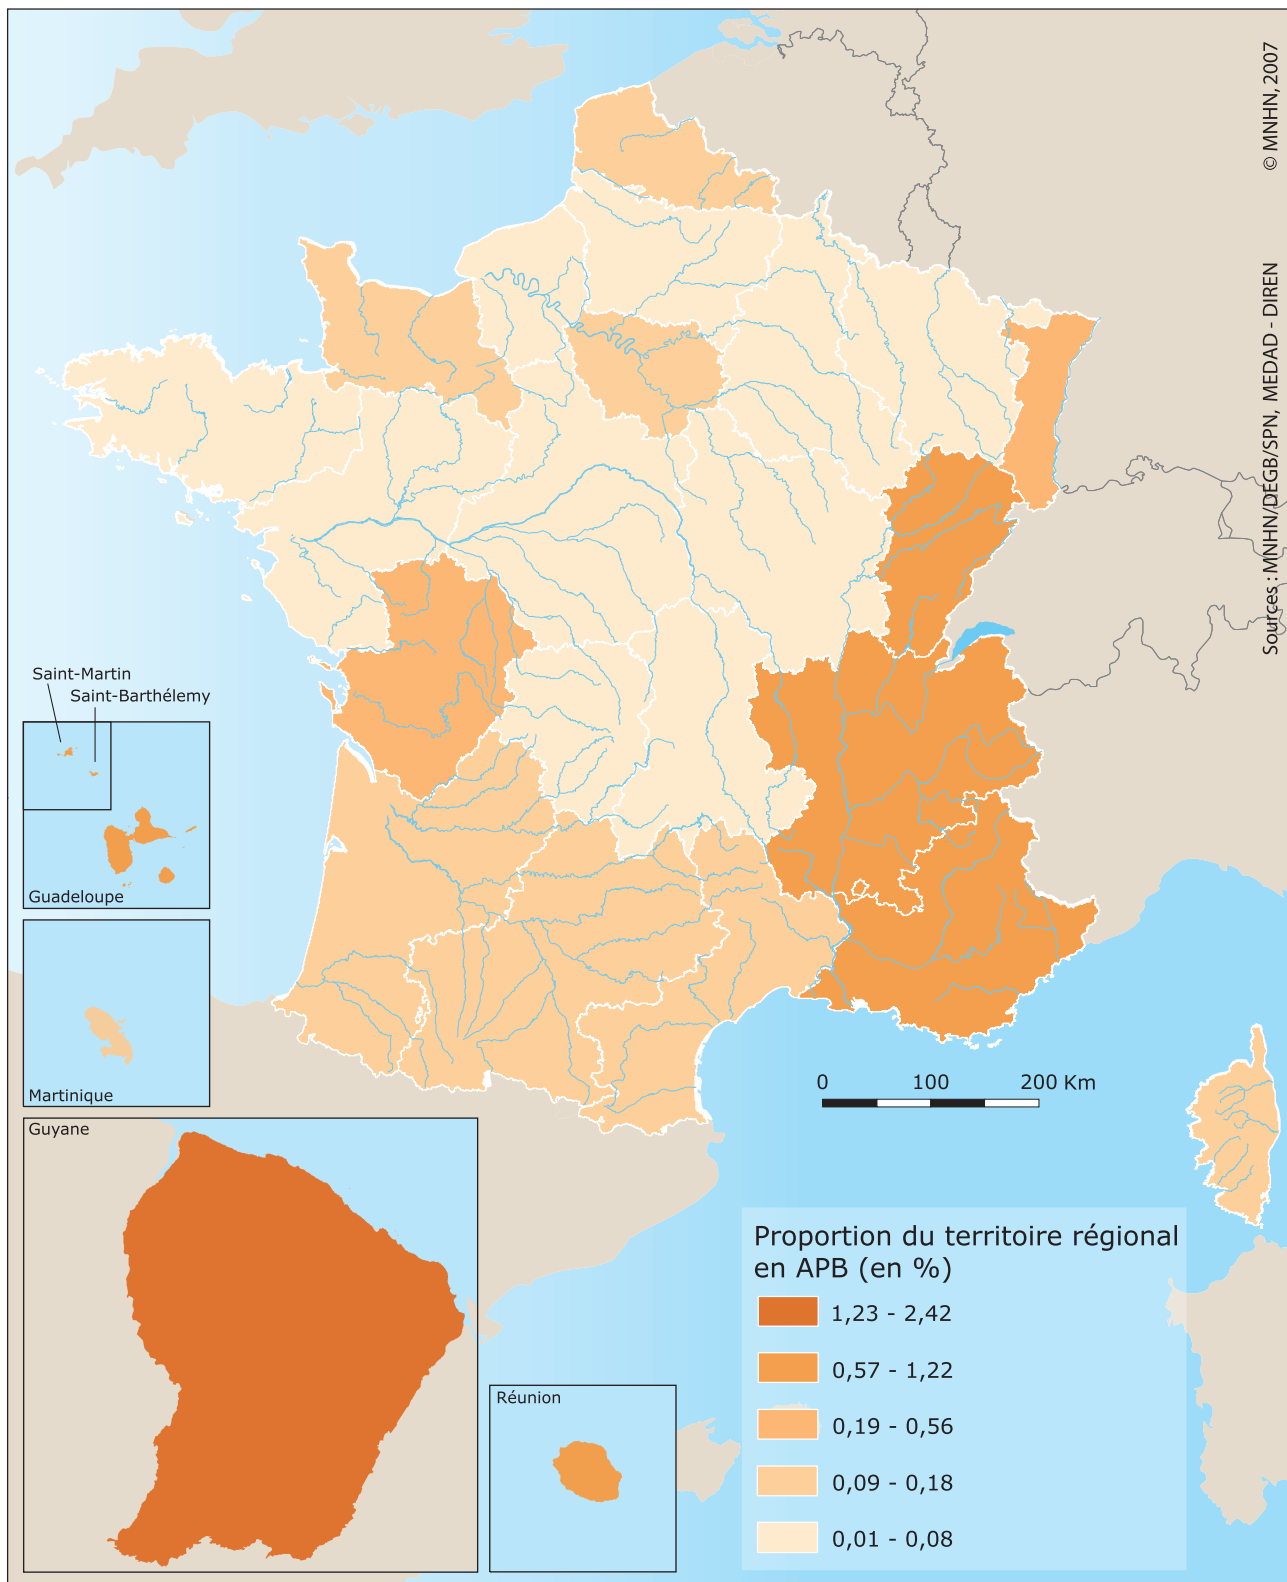 © MNHN, 2007
Sources : MNHN/DEGB/SPN, MEDAD - DIREN
Saint-Martin
Saint-Barthélemy
Guadeloupe
Martinique
Guyane
Réunion
0 100 200 Km
Proportion du territoire régional
en APB (en %)
1,23 - 2,42
0,57 - 1,22
0,19 - 0,56
0,09 - 0,18
0,01 - 0,08